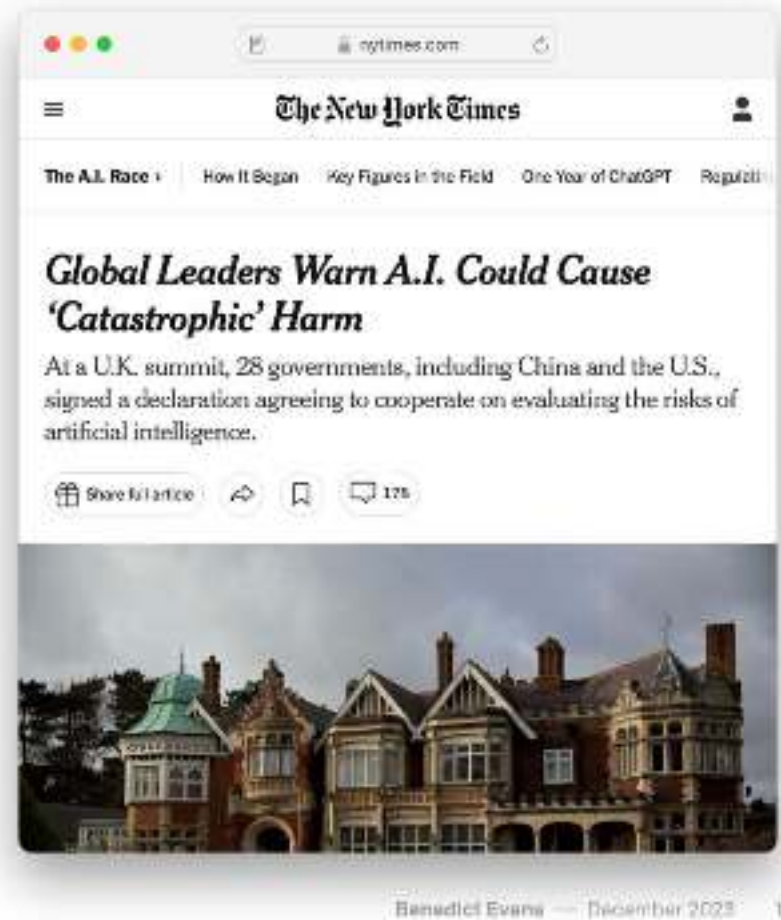 nytimes.com
The New York Times
The A.I. Race › How It Began Key Figures in the Field One Year of ChatGPT Regulati
Global Leaders Warn A.I. Could Cause
‘Catastrophic’ Harm
At a U.K. summit, 28 governments, including China and the U.S.,
signed a declaration agreeing to cooperate on evaluating the risks of
artificial intelligence.
Share full article 175
Benedict Evans — December 2023